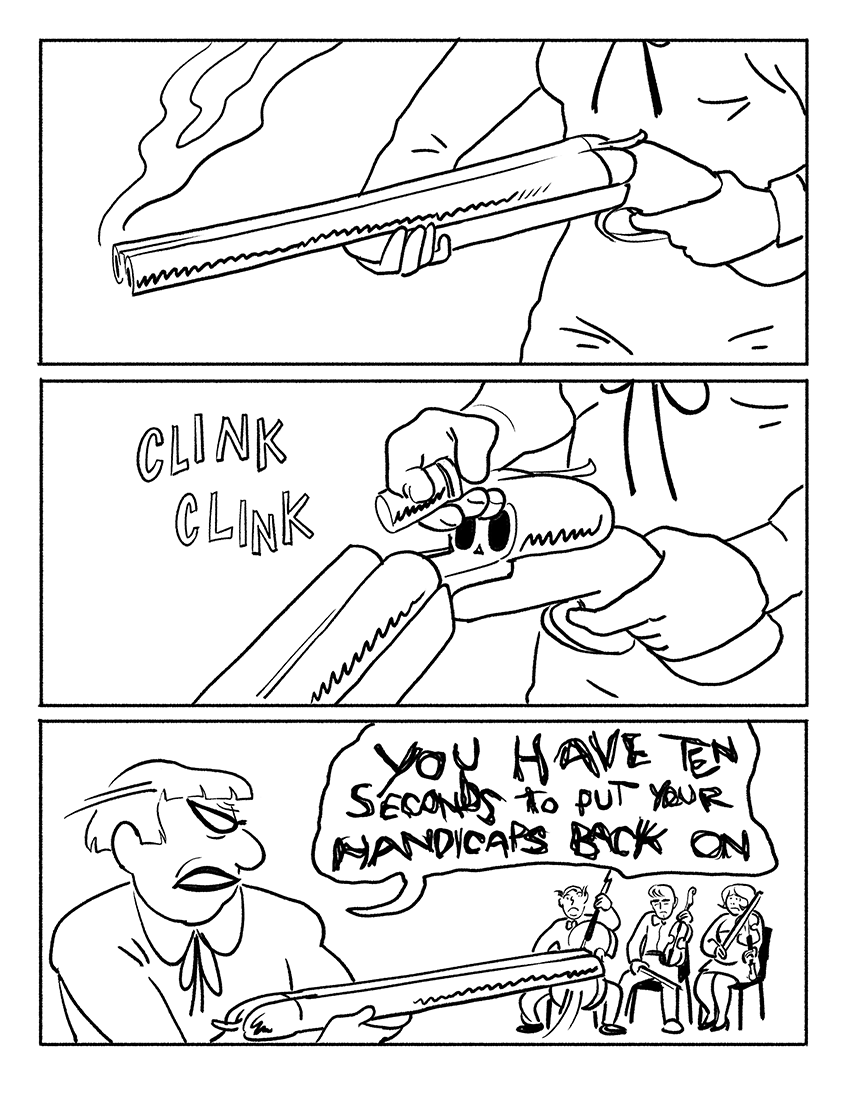 CLINK
CLINK
YOU HAVE TEN
SECONDS TO PUT YOUR
HANDICAPS BACK ON